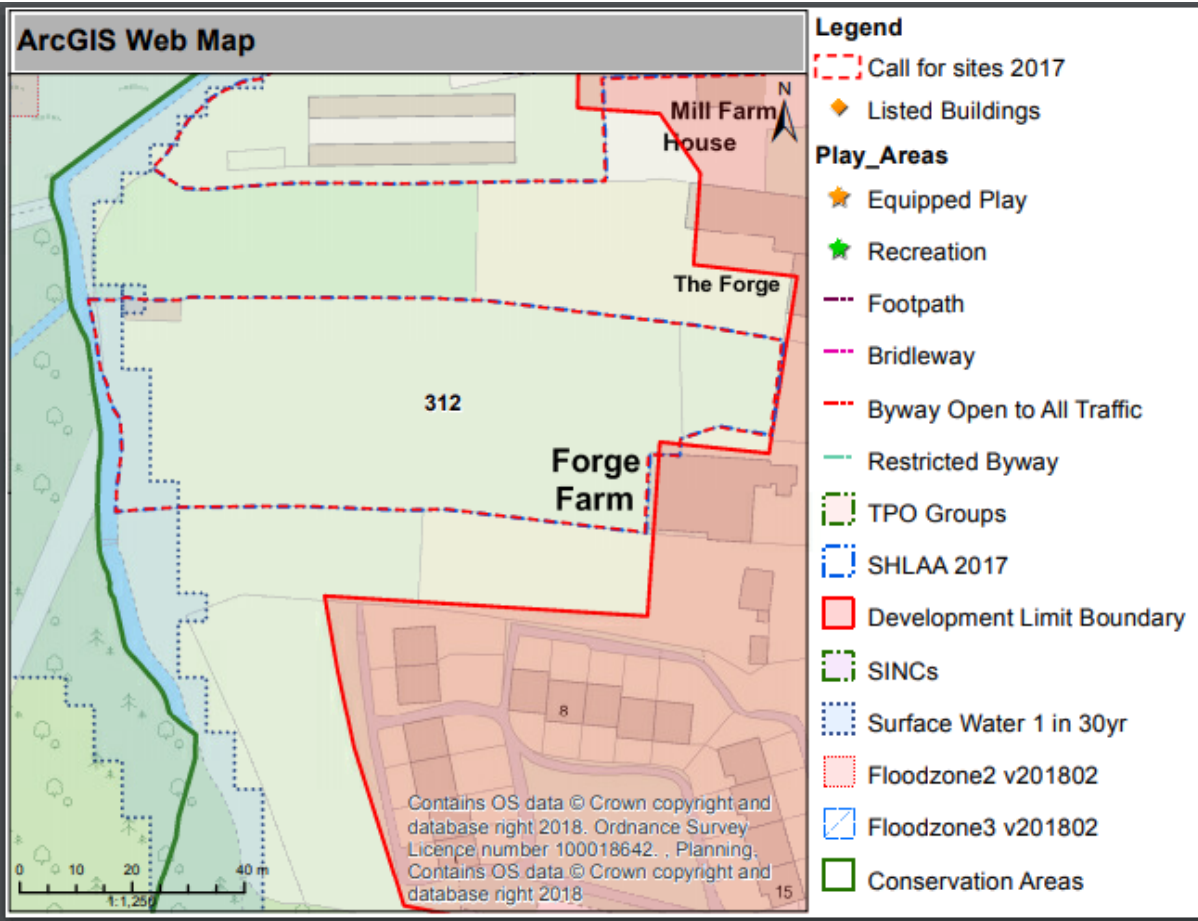 ArcGIS Web Map
N
Mill Farm
House
The Forge
312
Forge
Farm
8
Contains OS data © Crown copyright and
database right 2018. Ordnance Survey
Licence number 100018642. , Planning.
Contains OS data © Crown copyright and
database right 2018
15
0 10 20 40 m
1:1,250
Legend
Call for sites 2017
Listed Buildings
Play_Areas
Equipped Play
Recreation
Footpath
Bridleway
Byway Open to All Traffic
Restricted Byway
TPO Groups
SHLAA 2017
Development Limit Boundary
SINCs
Surface Water 1 in 30yr
Floodzone2 v201802
Floodzone3 v201802
Conservation Areas